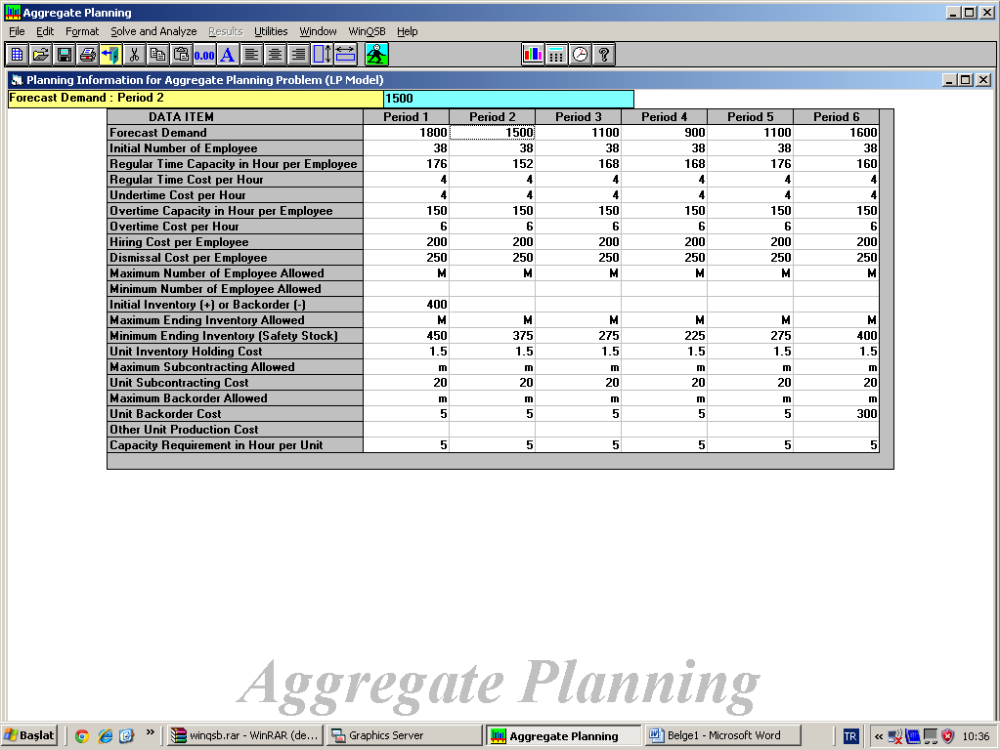 Aggregate Planning
File Edit Format Solve and Analyze Results Utilities Window WinQSB Help
0.00 A ?
Planning Information for Aggregate Planning Problem (LP Model)
Forecast Demand : Period 2 1500
DATA ITEM Period 1 Period 2 Period 3 Period 4 Period 5 Period 6
Forecast Demand 1800 1500 1100 900 1100 1600
Initial Number of Employee 38 38 38 38 38 38
Regular Time Capacity in Hour per Employee 176 152 168 168 176 160
Regular Time Cost per Hour 4 4 4 4 4 4
Undertime Cost per Hour 4 4 4 4 4 4
Overtime Capacity in Hour per Employee 150 150 150 150 150 150
Overtime Cost per Hour 6 6 6 6 6 6
Hiring Cost per Employee 200 200 200 200 200 200
Dismissal Cost per Employee 250 250 250 250 250 250
Maximum Number of Employee Allowed M M M M M M
Minimum Number of Employee Allowed
Initial Inventory (+) or Backorder (-) 400
Maximum Ending Inventory Allowed M M M M M M
Minimum Ending Inventory (Safety Stock) 450 375 275 225 275 400
Unit Inventory Holding Cost 1.5 1.5 1.5 1.5 1.5 1.5
Maximum Subcontracting Allowed m m m m m m
Unit Subcontracting Cost 20 20 20 20 20 20
Maximum Backorder Allowed m m m m m m
Unit Backorder Cost 5 5 5 5 5 300
Other Unit Production Cost
Capacity Requirement in Hour per Unit 5 5 5 5 5 5
Aggregate Planning
Başlat » winqsb.rar - WinRAR (de... Graphics Server Aggregate Planning Belge1 - Microsoft Word TR « 10:36